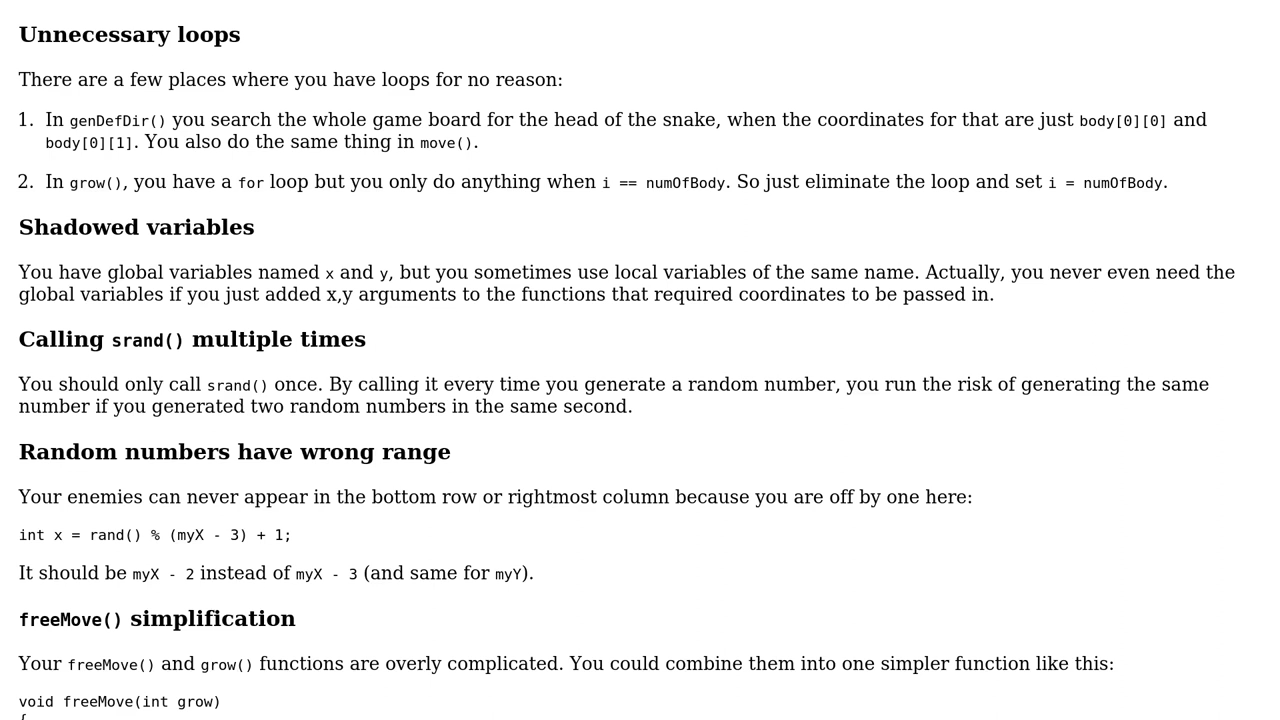 Unnecessary loops
There are a few places where you have loops for no reason:
1. In genDefDir() you search the whole game board for the head of the snake, when the coordinates for that are just body[0][0] and
body[0][1]. You also do the same thing in move().
2. In grow(), you have a for loop but you only do anything when i == numOfBody. So just eliminate the loop and set i = numOfBody.
Shadowed variables
You have global variables named x and y, but you sometimes use local variables of the same name. Actually, you never even need the
global variables if you just added x,y arguments to the functions that required coordinates to be passed in.
Calling srand() multiple times
You should only call srand() once. By calling it every time you generate a random number, you run the risk of generating the same
number if you generated two random numbers in the same second.
Random numbers have wrong range
Your enemies can never appear in the bottom row or rightmost column because you are off by one here:
int x = rand() % (myX - 3) + 1;
It should be myX - 2 instead of myX - 3 (and same for myY).
freeMove() simplification
Your freeMove() and grow() functions are overly complicated. You could combine them into one simpler function like this:
void freeMove(int grow)
{